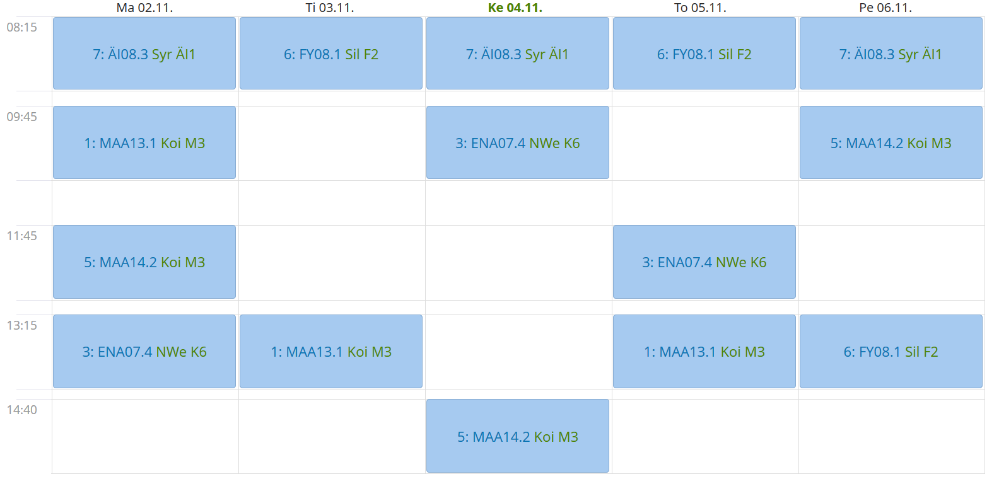 Ma 02.11. Ti 03.11. Ke 04.11. To 05.11. Pe 06.11.
08:15
7: ÄI08.3 Syr ÄI1
6: FY08.1 Sil F2
7: ÄI08.3 Syr ÄI1
6: FY08.1 Sil F2
7: ÄI08.3 Syr ÄI1
09:45
1: MAA13.1 Koi M3
3: ENA07.4 NWe K6
5: MAA14.2 Koi M3
11:45
5: MAA14.2 Koi M3
3: ENA07.4 NWe K6
13:15
3: ENA07.4 NWe K6
1: MAA13.1 Koi M3
1: MAA13.1 Koi M3
6: FY08.1 Sil F2
14:40
5: MAA14.2 Koi M3